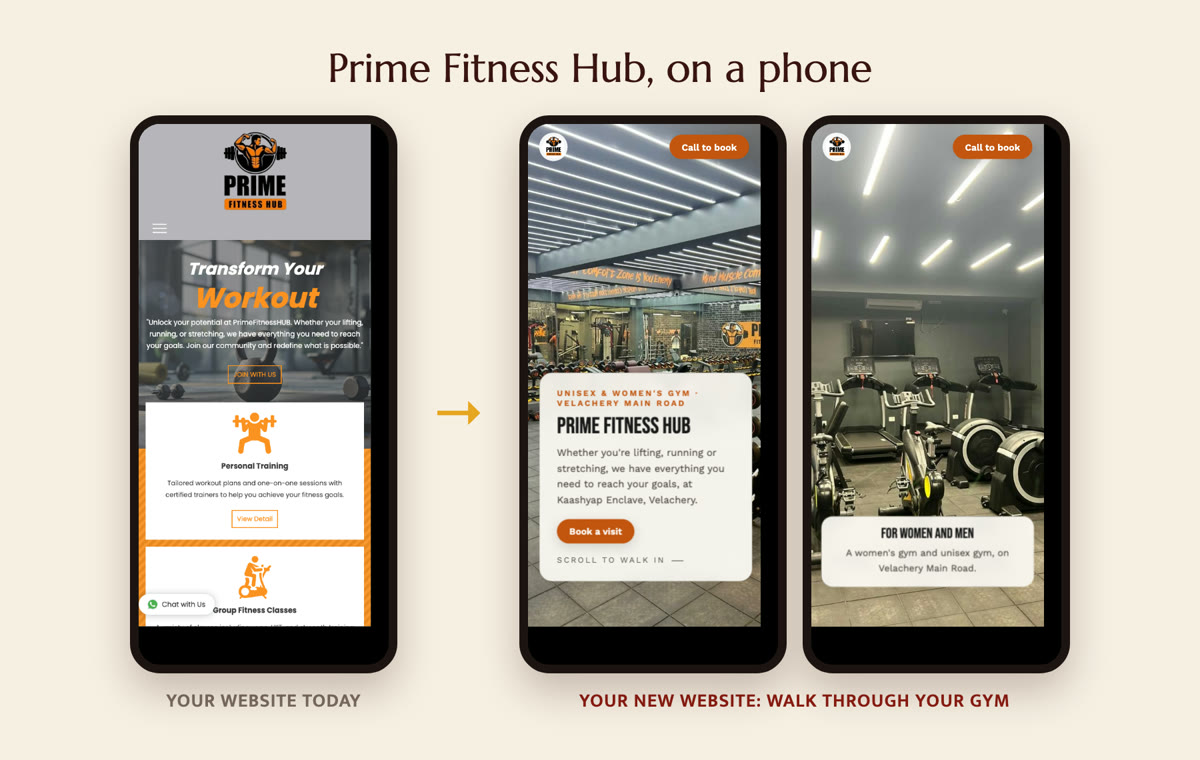 Prime Fitness Hub, on a phone
PRIME
FITNESS HUB
Transform Your
Workout
"Unlock your potential at PrimeFitnessHUB. Whether your lifting,
running, or stretching, we have everything you need to reach
your goals. Join our community and redefine what is possible."
JOIN WITH US
Personal Training
Tailored workout plans and one-on-one sessions with
certified trainers to help you achieve your fitness goals.
View Detail
Chat with Us
Group Fitness Classes
YOUR WEBSITE TODAY
PRIME
Call to book
UNISEX & WOMEN'S GYM ·
VELACHERY MAIN ROAD
PRIME FITNESS HUB
Whether you're lifting, running or
stretching, we have everything you
need to reach your goals, at
Kaashyap Enclave, Velachery.
Book a visit
SCROLL TO WALK IN
PRIME
Call to book
FOR WOMEN AND MEN
A women's gym and unisex gym, on
Velachery Main Road.
YOUR NEW WEBSITE: WALK THROUGH YOUR GYM